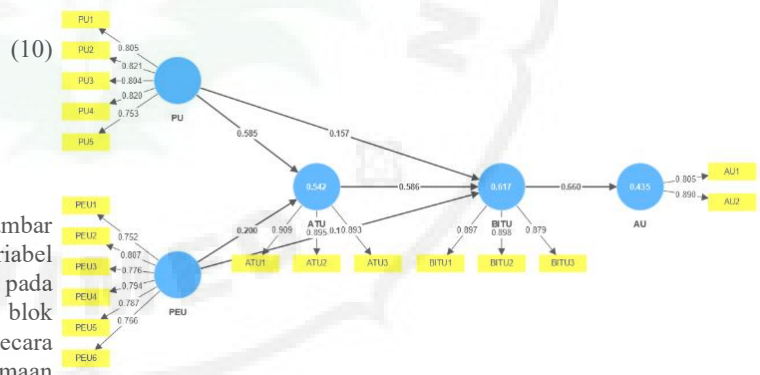 (10)
mbar
riabel
pada
blok
ecara
maan
PU1
PU2
PU3
PU4
PU5
0.805
0.821
0.804
0.820
0.753
PU
0.585
0.157
PEU1
PEU2
PEU3
PEU4
PEU5
PEU6
0.752
0.807
0.776
0.794
0.787
0.766
PEU
0.200
0.542
ATU
0.586
0.909
0.895
0.893
ATU1
ATU2
ATU3
0.617
BITU
0.660
0.897
0.898
0.879
BITU1
BITU2
BITU3
0.435
AU
0.805
0.890
AU1
AU2